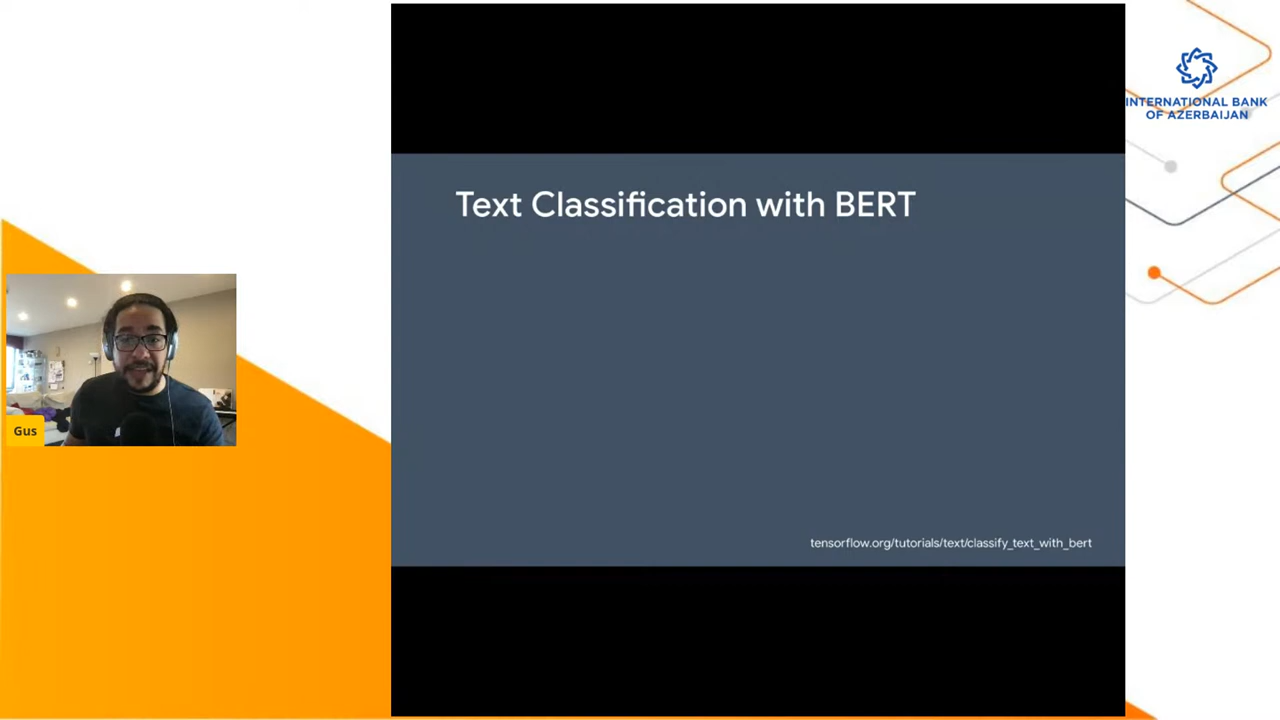 INTERNATIONAL BANK
OF AZERBAIJAN
Text Classification with BERT
Gus
tensorflow.org/tutorials/text/classify_text_with_bert